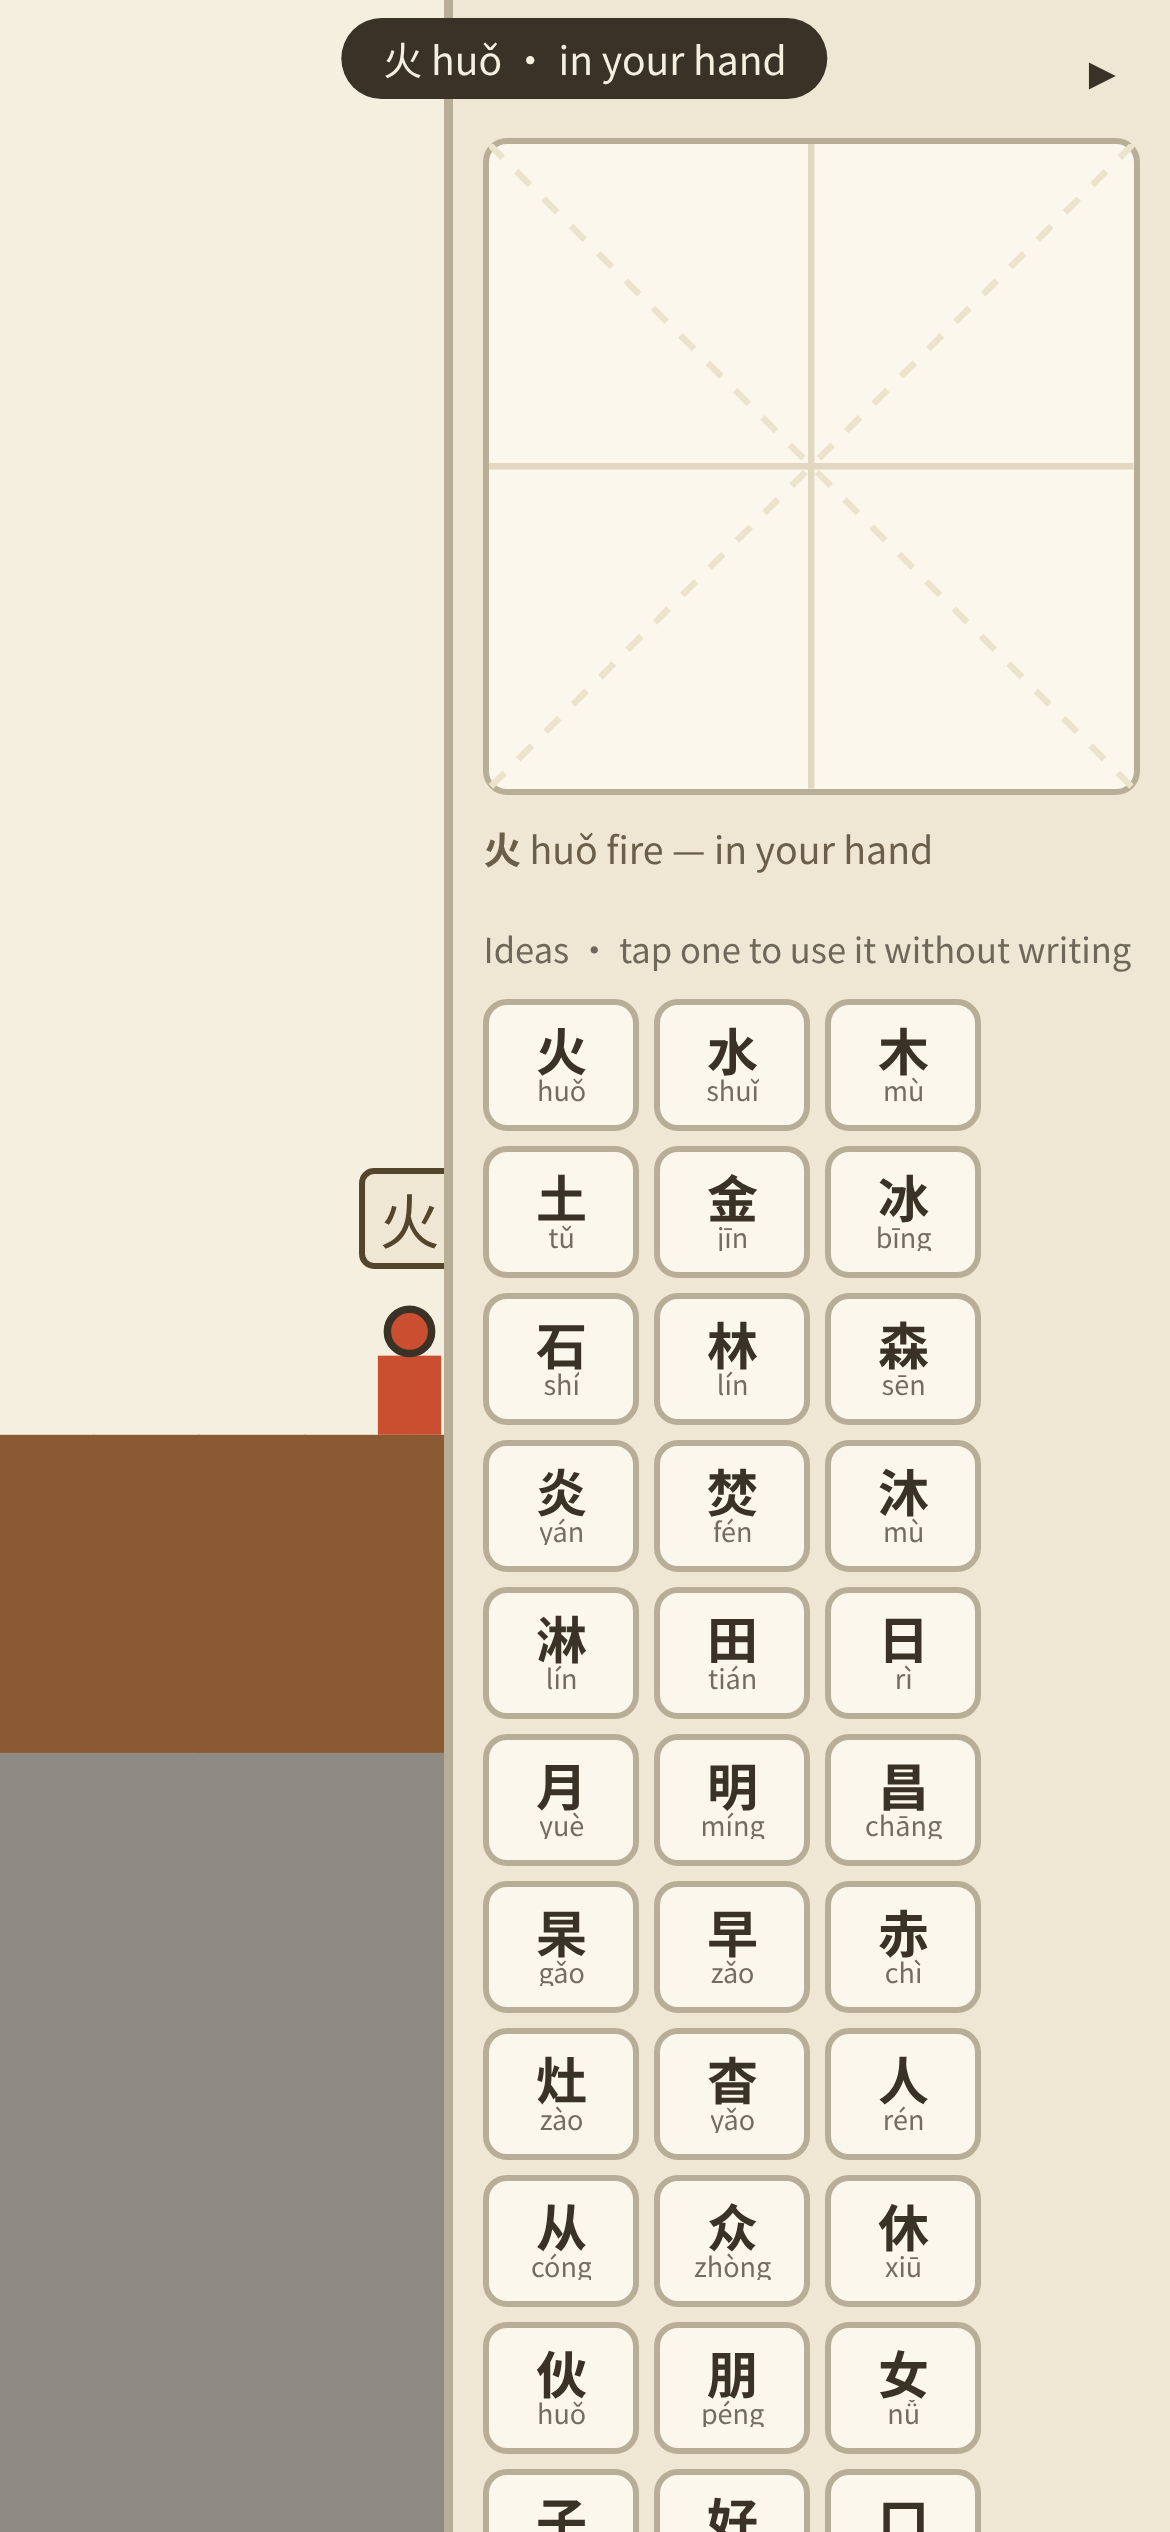 火 huǒ · in your hand
▶
火 huǒ fire — in your hand
Ideas · tap one to use it without writing
火 水 木
huǒ shuǐ mù
土 金 冰
tǔ jīn bīng
火
石 林 森
shí lín sēn
炎 焚 沐
yán fén mù
淋 田 日
lín tián rì
月 明 昌
yuè míng chāng
杲 早 赤
gǎo zǎo chì
灶 杳 人
zào yǎo rén
从 众 休
cóng zhòng xiū
伙 朋 女
huǒ péng nǚ
子 好 口